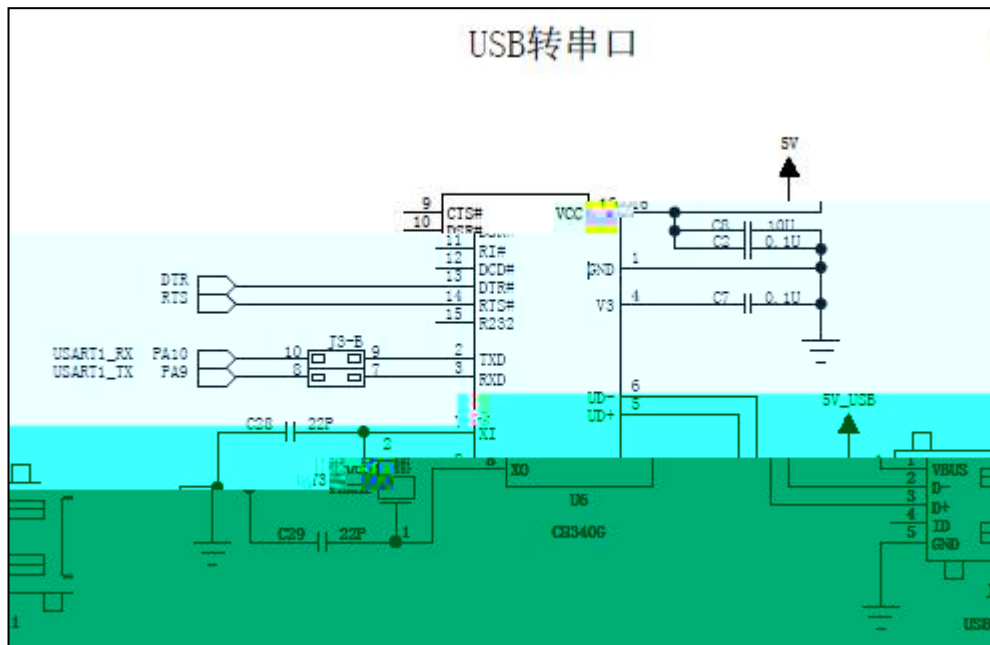 USB转串口
5V
9 CTS# VCC
10 DSR# C8 10U
11 RI# C2 0.1U
12 DCD# GND 1
DTR 13 DTR#
RTS 14 RTS# V3 4 C7 0.1U
15 R232
J3-B
USART1_RX PA10 10 9 2 TXD
USART1_TX PA9 8 7 3 RXD
UD- 6
UD+ 5 5V_USB
C28 22P XI
2
8 XO 1 VBUS
2 D-
U6 3 D+
4 ID
C29 22P 1 CH340G 5 GND
1 USB